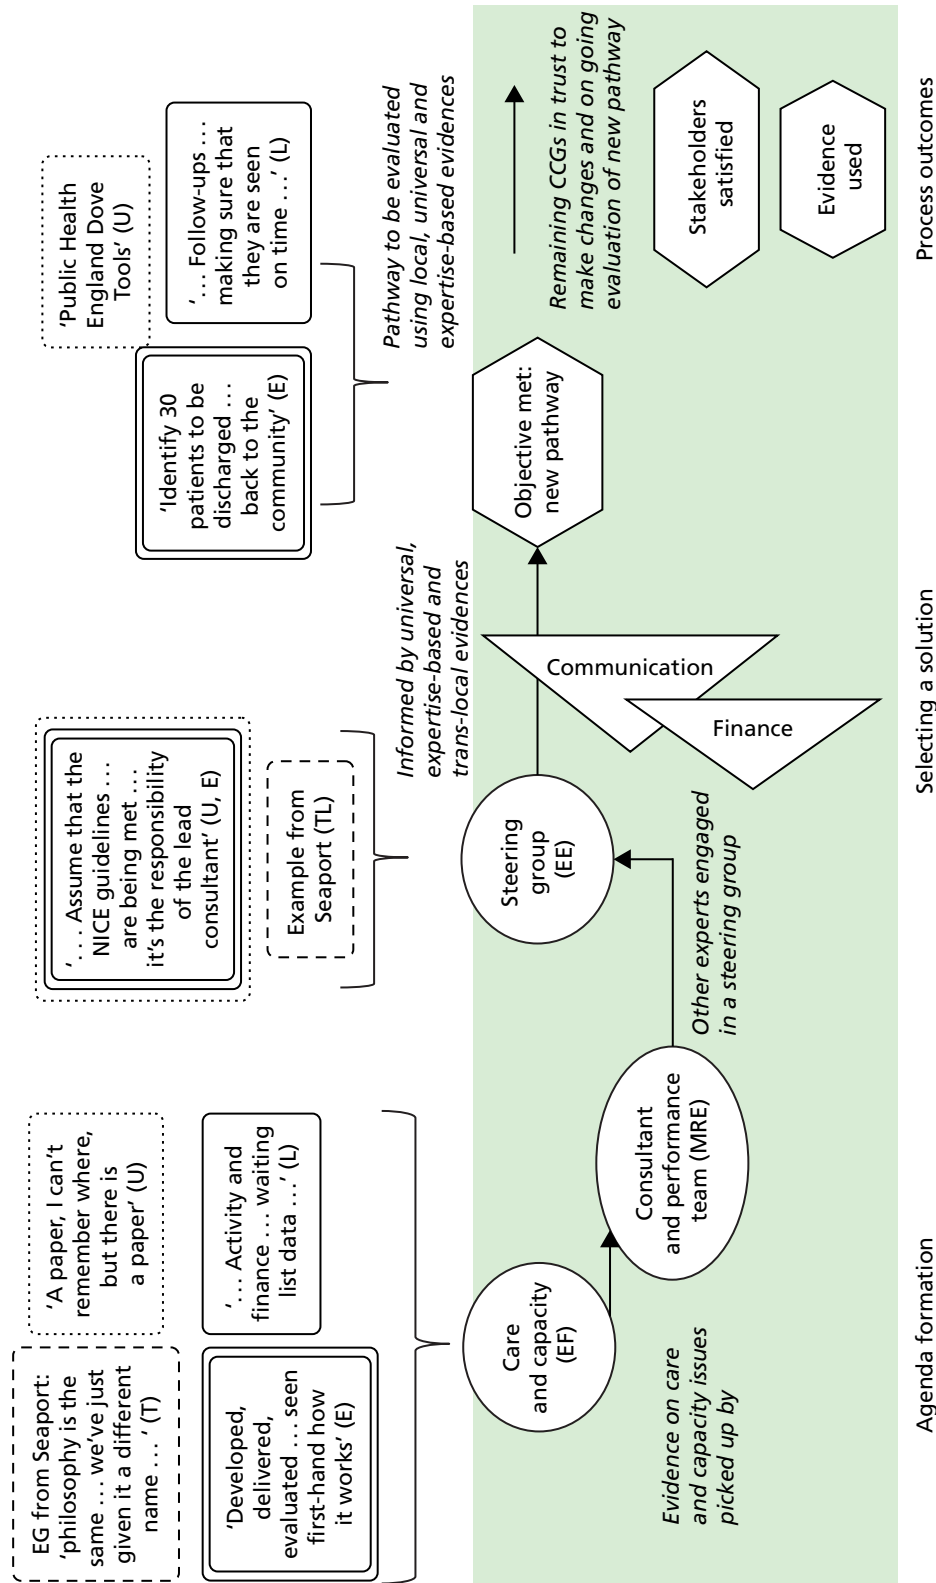 EG from Seaport:
‘philosophy is the
same … we’ve just
given it a different
name … ’ (T)
‘A paper, I can’t
remember where,
but there is
a paper’ (U)
‘Developed,
delivered,
evaluated … seen
first-hand how
it works’ (E)
‘… Activity and
finance … waiting
list data …’ (L)
‘… Assume that the
NICE guidelines …
are being met …
it’s the responsibility
of the lead
consultant’ (U, E)
Example from
Seaport (TL)
‘Public Health
England Dove
Tools’ (U)
‘Identify 30
patients to be
discharged …
back to the
community’ (E)
‘… Follow-ups …
making sure that
they are seen
on time …’ (L)
Informed by universal,
expertise-based and
trans-local evidences
Pathway to be evaluated
using local, universal and
expertise-based evidences
Care
and capacity
(EF)
Evidence on care
and capacity issues
picked up by
Consultant
and performance
team (MRE)
Other experts engaged
in a steering group
Steering
group
(EE)
Communication
Finance
Objective met:
new pathway
Remaining CCGs in trust to
make changes and on going
evaluation of new pathway
Stakeholders
satisfied
Evidence
used
Agenda formation
Selecting a solution
Process outcomes